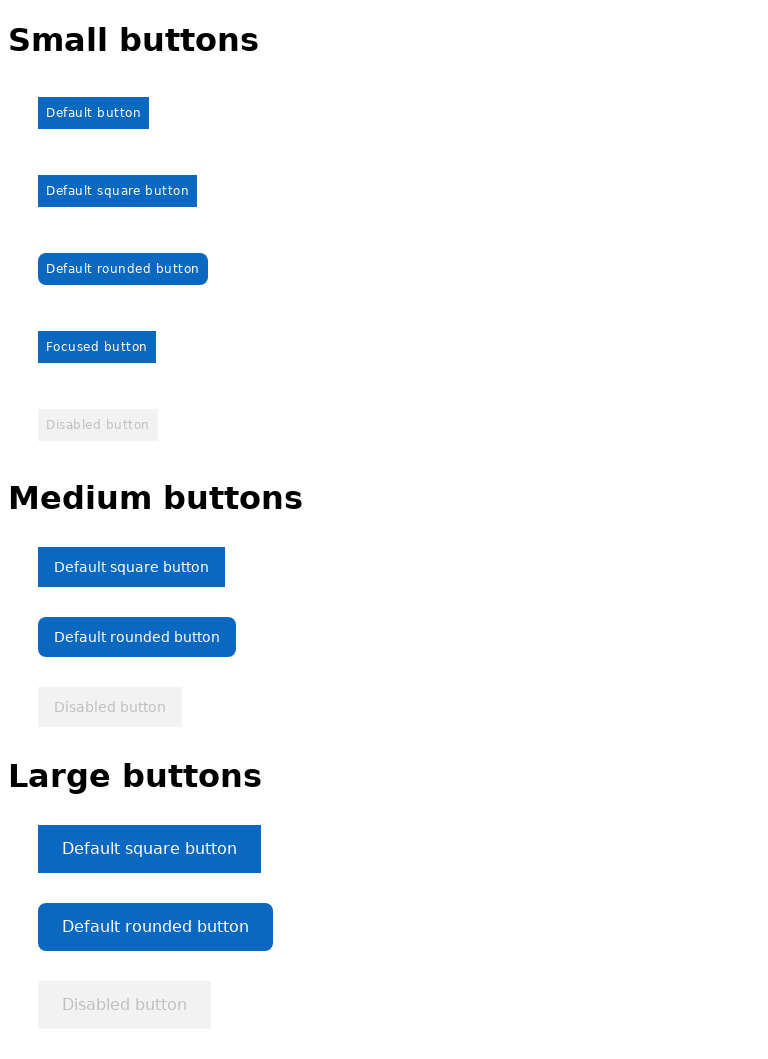 Small buttons
Default button
Default square button
Default rounded button
Focused button
Disabled button
Medium buttons
Default square button
Default rounded button
Disabled button
Large buttons
Default square button
Default rounded button
Disabled button